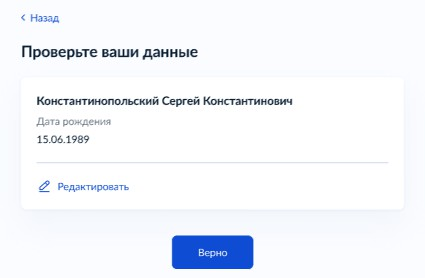 Назад
Проверьте ваши данные
Константинопольский Сергей Константинович
Дата рождения
15.06.1989
Редактировать
Верно